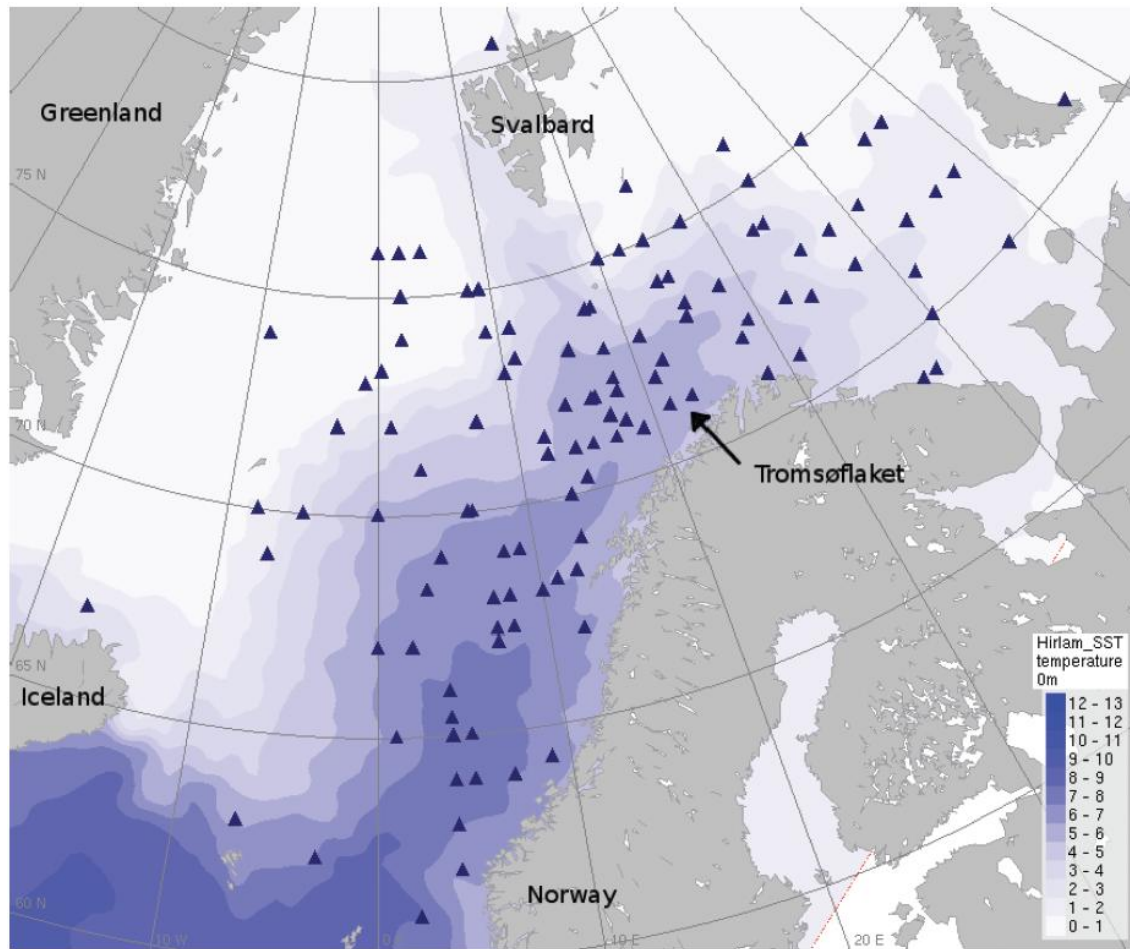 Greenland
Svalbard
75 N
70 N
Tromsøflaket
65 N
Iceland
Norway
60 N
10 W
0 E
10 E
20 E
Hirlam_SST
temperature
0m
12 - 13
11 - 12
10 - 11
9 - 10
8 - 9
7 - 8
6 - 7
5 - 6
4 - 5
3 - 4
2 - 3
1 - 2
0 - 1